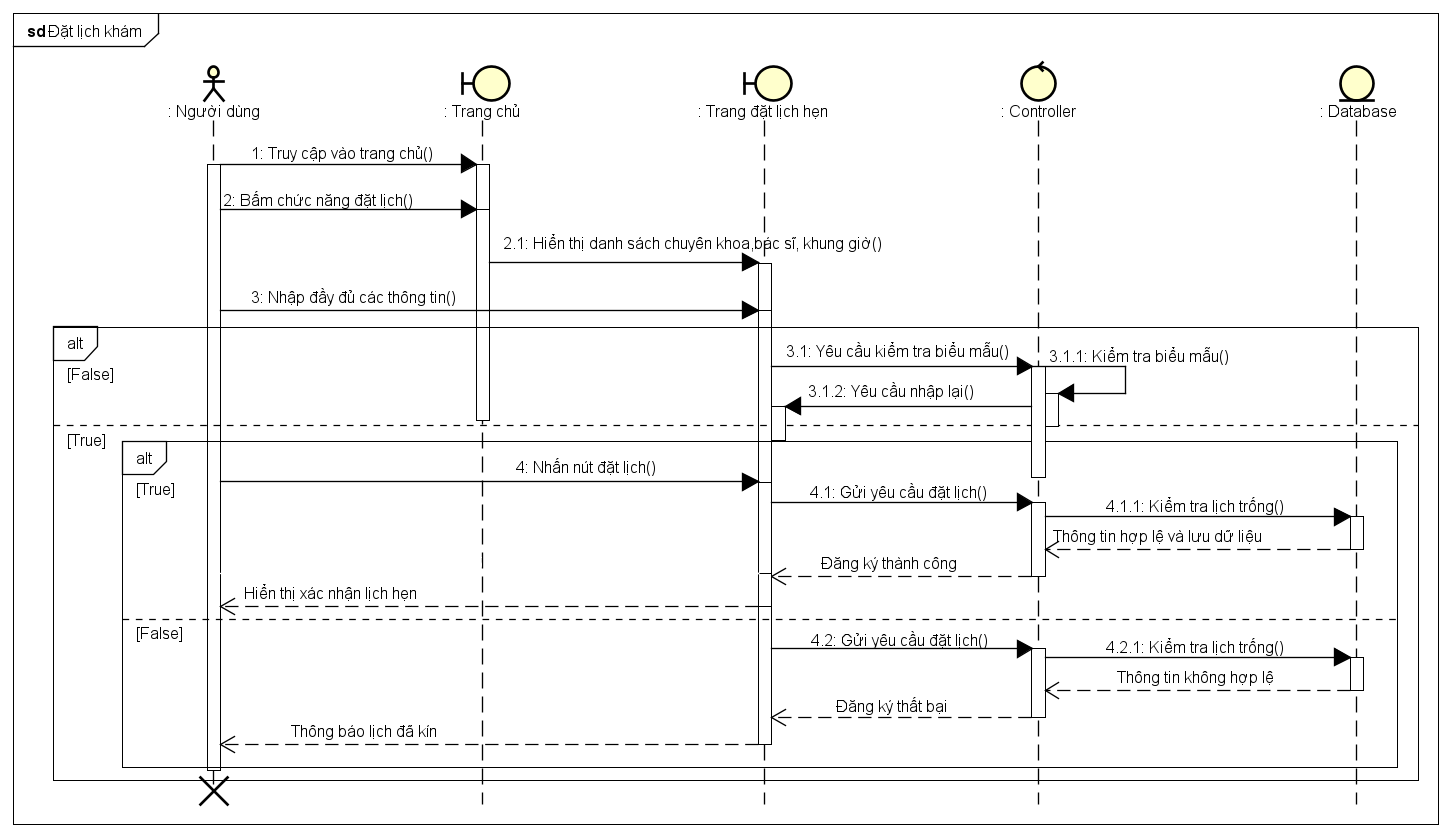 sd Đặt lịch khám
: Người dùng
: Trang chủ
: Trang đặt lịch hẹn
: Controller
: Database
1: Truy cập vào trang chủ()
2: Bấm chức năng đặt lịch()
2.1: Hiển thị danh sách chuyên khoa,bác sĩ, khung giờ()
3: Nhập đầy đủ các thông tin()
alt
[False]
3.1: Yêu cầu kiểm tra biểu mẫu()
3.1.1: Kiểm tra biểu mẫu()
3.1.2: Yêu cầu nhập lại()
[True]
alt
[True]
4: Nhấn nút đặt lịch()
4.1: Gửi yêu cầu đặt lịch()
4.1.1: Kiểm tra lịch trống()
Thông tin hợp lệ và lưu dữ liệu
Đăng ký thành công
Hiển thị xác nhận lịch hẹn
[False]
4.2: Gửi yêu cầu đặt lịch()
4.2.1: Kiểm tra lịch trống()
Thông tin không hợp lệ
Đăng ký thất bại
Thông báo lịch đã kín